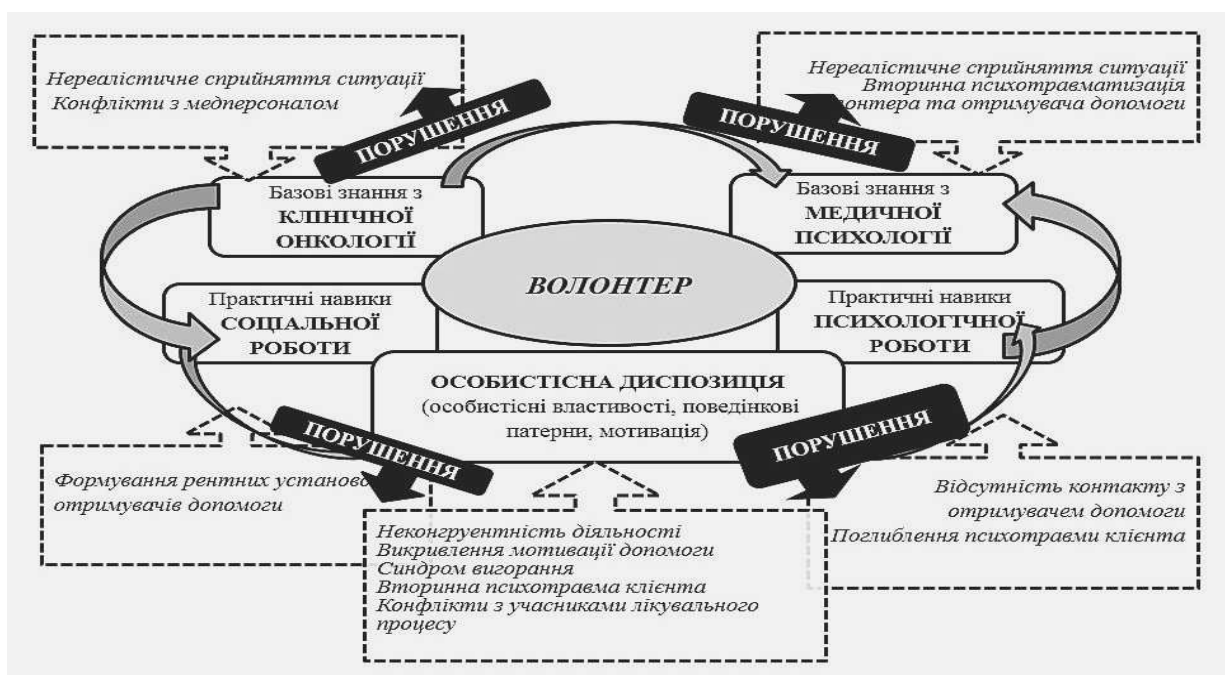 Нереалістичне сприйняття ситуації
Конфлікти з медперсоналом
ПОРУШЕННЯ
Нереалістичне сприйняття ситуації
Вторинна психотравматизація
онтера та отримувача допомоги
ПОРУШЕННЯ
Базові знання з
КЛІНІЧНОЇ
ОНКОЛОГІЇ
Базові знання з
МЕДИЧНОЇ
ПСИХОЛОГІЇ
ВОЛОНТЕР
Практичні навики
СОЦІАЛЬНОЇ
РОБОТИ
Практичні навики
ПСИХОЛОГІЧНОЇ
РОБОТИ
ОСОБИСТІСНА ДИСПОЗИЦІЯ
(особистісні властивості, поведінкові
патерни, мотивація)
ПОРУШЕННЯ
ПОРУШЕННЯ
Формування рентних установо
отримувачів допомоги
Неконгруентність діяльності
Викривлення мотивації допомоги
Синдром вигорання
Вторинна психотравма клієнта
Конфлікти з учасниками лікувального
процесу
Відсутність контакту з
отримувачем допомоги
Поглиблення психотравми клієнта